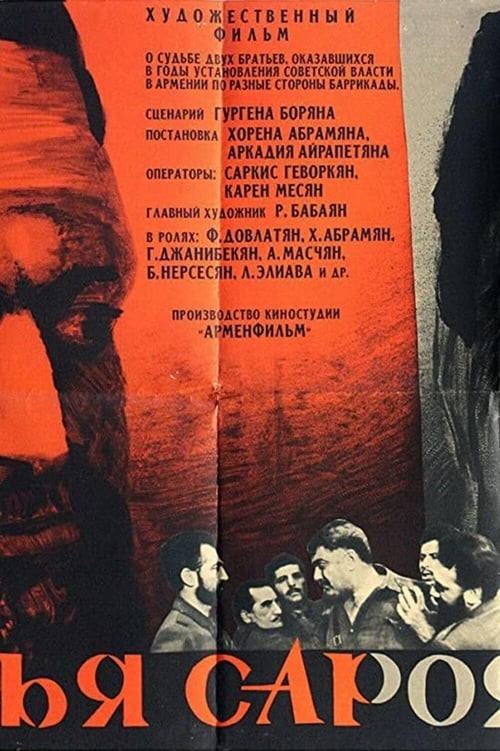 ХУДОЖЕСТВЕННЫЙ
ФИЛЬМ
О СУДЬБЕ ДВУХ БРАТЬЕВ, ОКАЗАВШИХСЯ
В ГОДЫ УСТАНОВЛЕНИЯ СОВЕТСКОЙ ВЛАСТИ
В АРМЕНИИ ПО РАЗНЫЕ СТОРОНЫ БАРРИКАДЫ.
СЦЕНАРИЙ ГУРГЕНА БОРЯНА
ПОСТАНОВКА ХОРЕНА АБРАМЯНА,
АРКАДИЯ АЙРАПЕТЯНА
ОПЕРАТОРЫ: САРКИС ГЕВОРКЯН,
КАРЕН МЕСЯН
ГЛАВНЫЙ ХУДОЖНИК Р. БАБАЯН
В РОЛЯХ: Ф. ДОВЛАТЯН, Х. АБРАМЯН,
Г. ДЖАНИБЕКЯН, А. МАСЧЯН,
Б. НЕРСЕСЯН, Л. ЭЛИАВА И ДР.
ПРОИЗВОДСТВО КИНОСТУДИИ
"АРМЕНФИЛЬМ"
ЬЯ САРОЯ